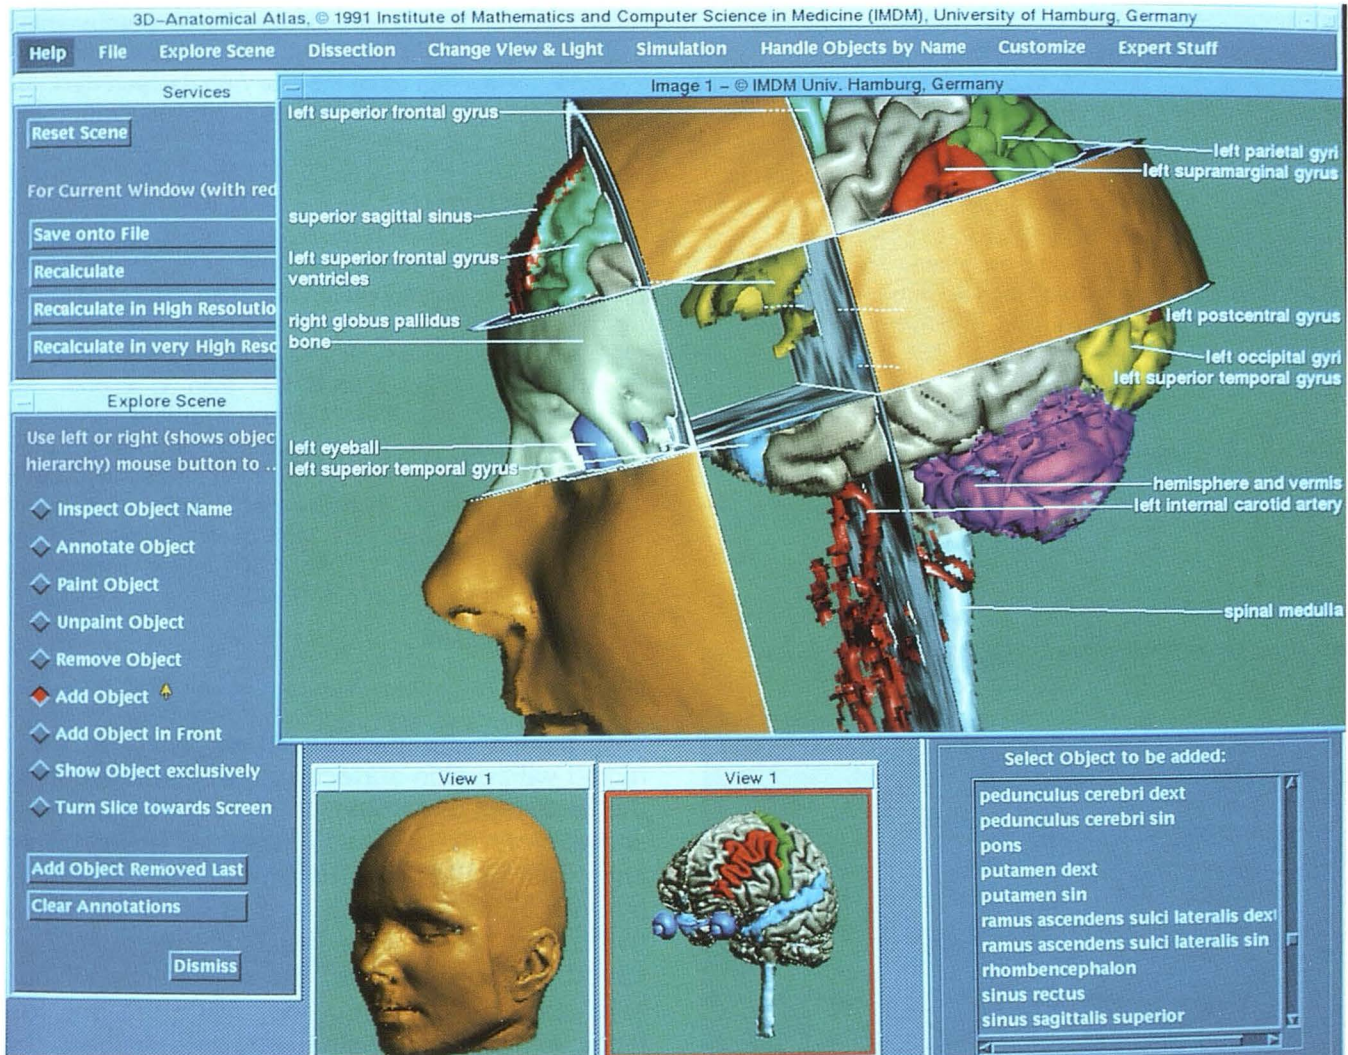 3D-Anatomical Atlas, © 1991 Institute of Mathematics and Computer Science in Medicine (IMDM), University of Hamburg, Germany
Help File Explore Scene Dissection Change View & Light Simulation Handle Objects by Name Customize Expert Stuff
Services
Reset Scene
For Current Window (with red
Save onto File
Recalculate
Recalculate in High Resolutio
Recalculate in very High Reso
Explore Scene
Use left or right (shows objec
hierarchy) mouse button to ..
Inspect Object Name
Annotate Object
Paint Object
Unpaint Object
Remove Object
Add Object
Add Object in Front
Show Object exclusively
Turn Slice towards Screen
Add Object Removed Last
Clear Annotations
Dismiss
Image 1 - © IMDM Univ. Hamburg, Germany
left superior frontal gyrus
superior sagittal sinus
left superior frontal gyrus
ventricles
right globus pallidus
bone
left eyeball
left superior temporal gyrus
left parietal gyri
left supramarginal gyrus
left postcentral gyrus
left occipital gyri
left superior temporal gyrus
hemisphere and vermis
left internal carotid artery
spinal medulla
View 1
View 1
Select Object to be added:
pedunculus cerebri dext
pedunculus cerebri sin
pons
putamen dext
putamen sin
ramus ascendens sulci lateralis dext
ramus ascendens sulci lateralis sin
rhombencephalon
sinus rectus
sinus sagittalis superior